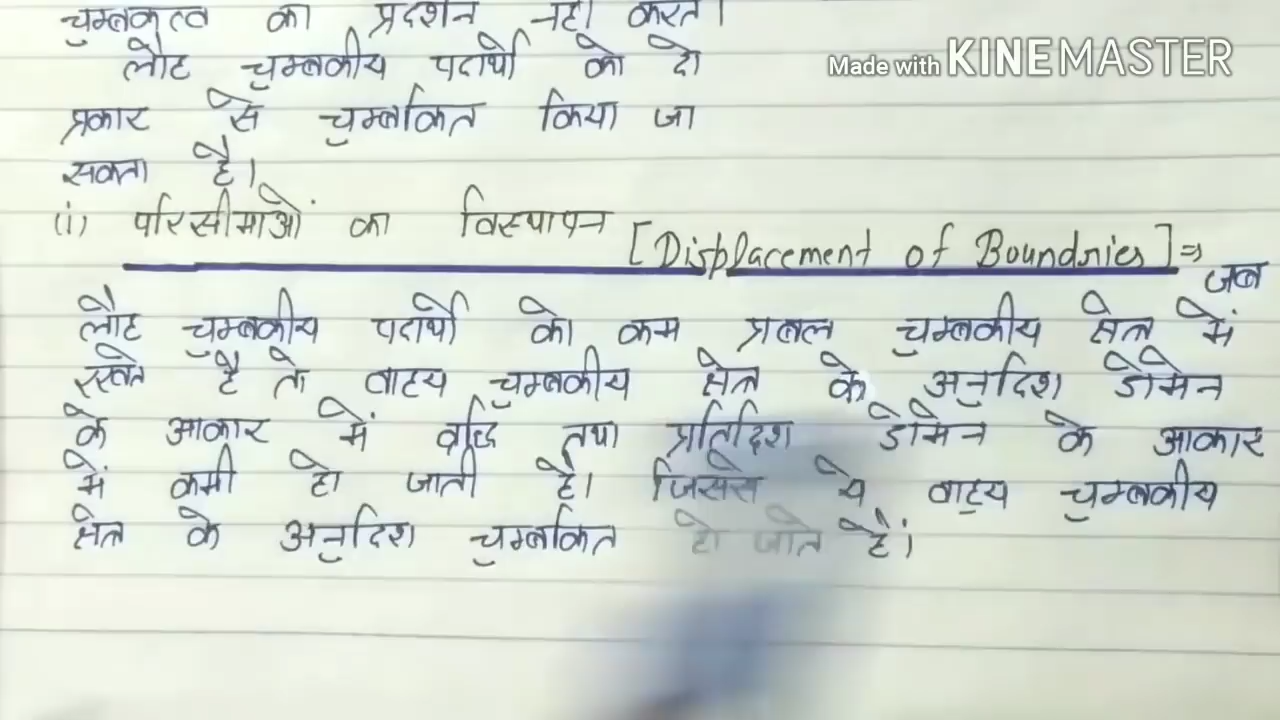 चुम्बकत्व का प्रदर्शन नहीं करते।
लौह चुम्बकीय पदार्थों को दो
Made with KINEMASTER
प्रकार से चुम्बकित किया जा
सकता है।
(i) परिसीमाओं का विस्थापन [Displacement of Boundries] ⇒
जब
लौह चुम्बकीय पदार्थों को कम प्रबल चुम्बकीय क्षेत्र में
रखते है तो वाह्य चुम्बकीय क्षेत्र के अनुदिश डोमेन
के आकार में वृद्धि तथा प्रतिदिश डोमेन के आकार
में कमी हो जाती है। जिससे ये वाह्य चुम्बकीय
क्षेत्र के अनुदिश चुम्बकित हो जाते हैं।